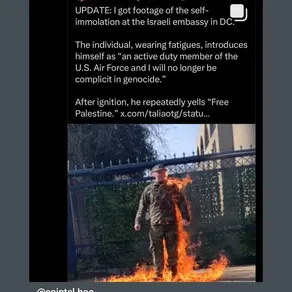 UPDATE: I got footage of the self-
immolation at the Israeli embassy in DC.
The individual, wearing fatigues, introduces
himself as “an active duty member of the
U.S. Air Force and I will no longer be
complicit in genocide.”
After ignition, he repeatedly yells “Free
Palestine.” x.com/taliaotg/statu...